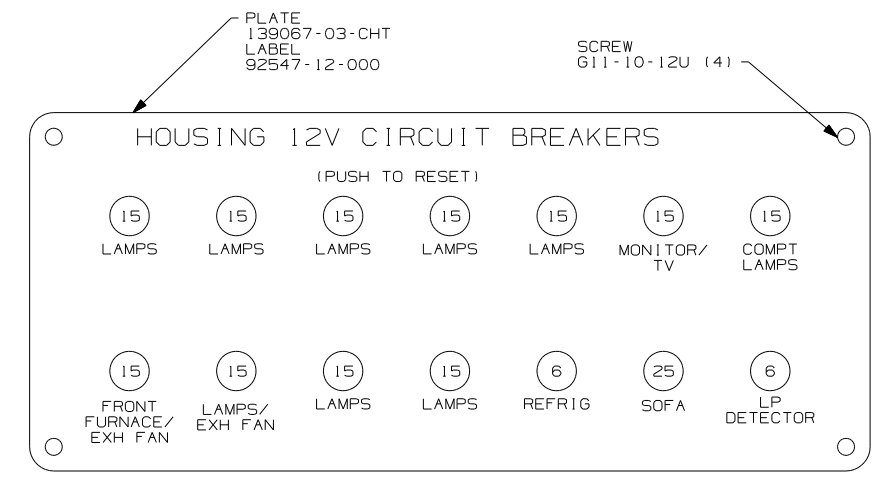 PLATE
139067-03-CHT
LABEL
92547-12-000
SCREW
G11-10-12U (4)
HOUSING 12V CIRCUIT BREAKERS
(PUSH TO RESET)
15 15 15 15 15 15 15
LAMPS LAMPS LAMPS LAMPS LAMPS MONITOR/ COMPT
TV LAMPS
15 15 15 15 6 25 6
FRONT LAMPS/ LAMPS LAMPS REFRIG SOFA LP
FURNACE/ EXH FAN DETECTOR
EXH FAN